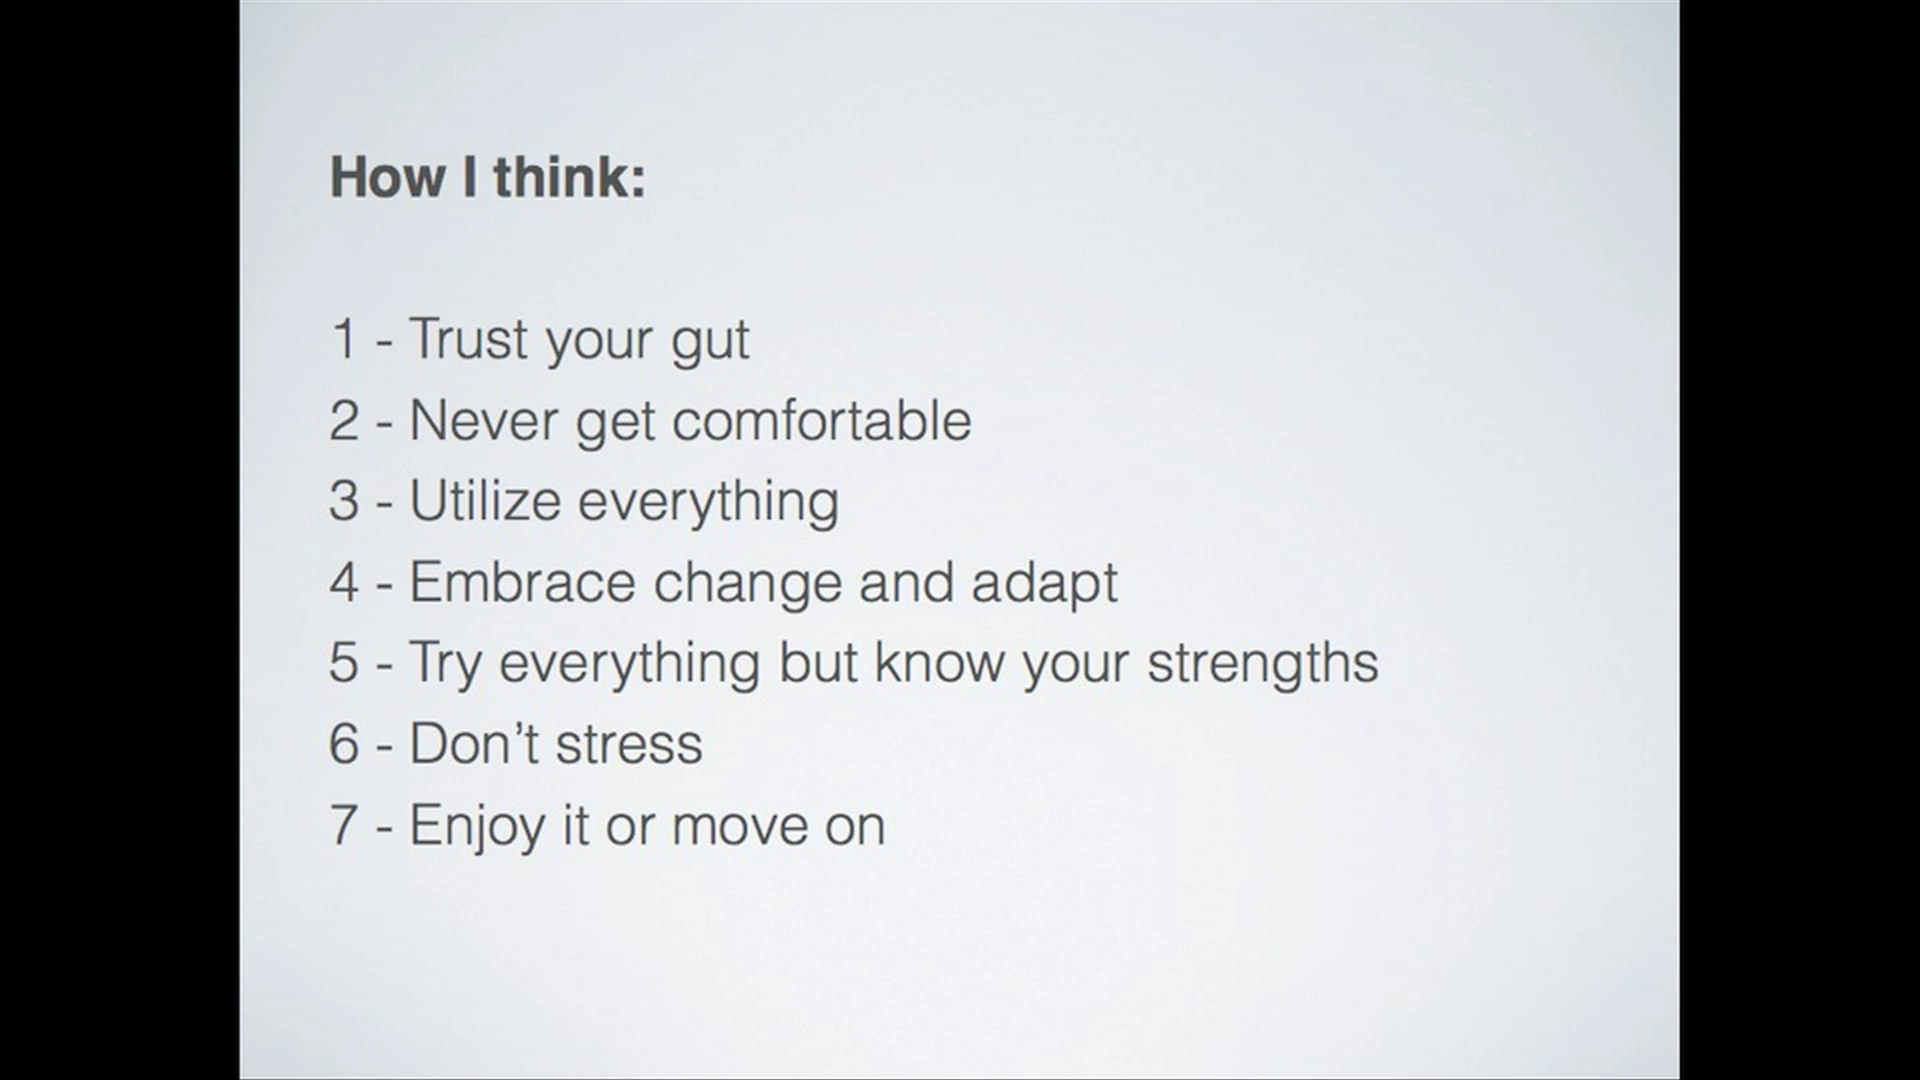 How I think:
1 - Trust your gut
2 - Never get comfortable
3 - Utilize everything
4 - Embrace change and adapt
5 - Try everything but know your strengths
6 - Don’t stress
7 - Enjoy it or move on